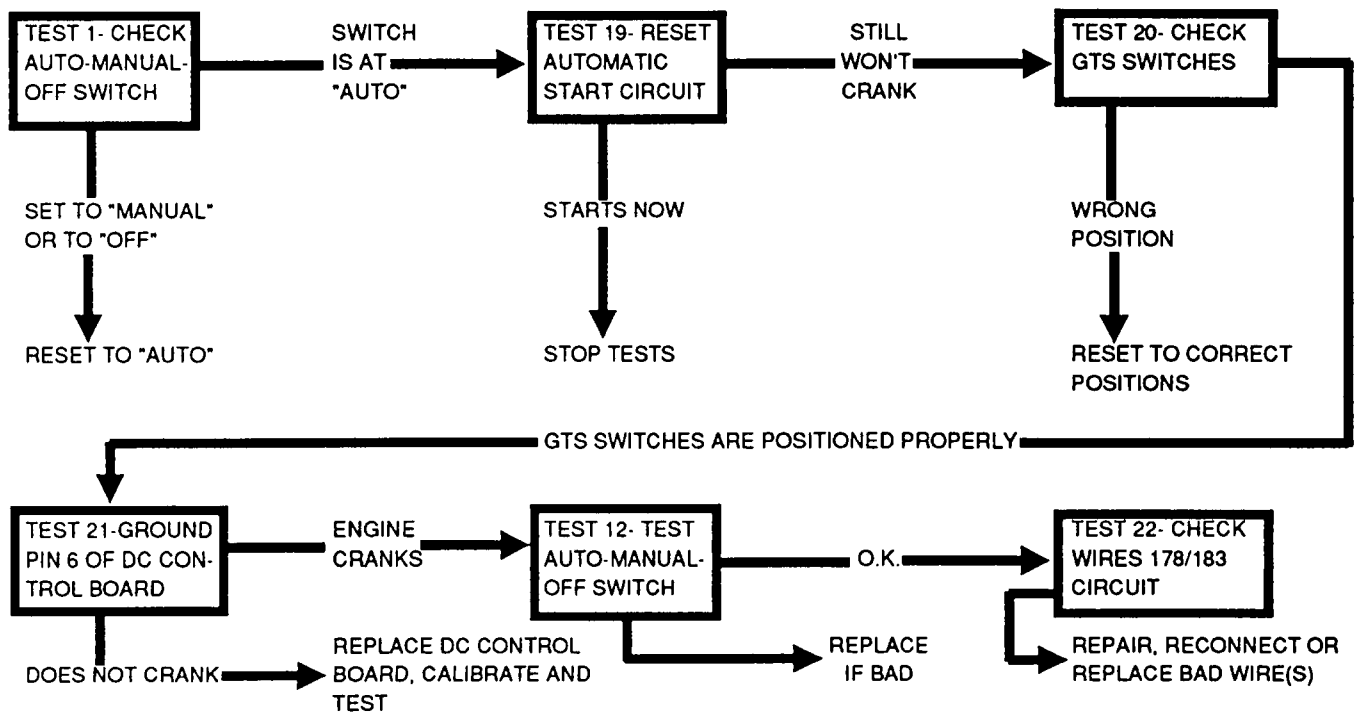 TEST 1- CHECK
AUTO-MANUAL-
OFF SWITCH
SWITCH
IS AT
"AUTO"
TEST 19- RESET
AUTOMATIC
START CIRCUIT
STILL
WON'T
CRANK
TEST 20- CHECK
GTS SWITCHES
SET TO "MANUAL"
OR TO "OFF"
STARTS NOW
WRONG
POSITION
RESET TO "AUTO"
STOP TESTS
RESET TO CORRECT
POSITIONS
GTS SWITCHES ARE POSITIONED PROPERLY
TEST 21-GROUND
PIN 6 OF DC CON-
TROL BOARD
ENGINE
CRANKS
TEST 12- TEST
AUTO-MANUAL-
OFF SWITCH
O.K.
TEST 22- CHECK
WIRES 178/183
CIRCUIT
DOES NOT CRANK
REPLACE DC CONTROL
BOARD, CALIBRATE AND
TEST
REPLACE
IF BAD
REPAIR, RECONNECT OR
REPLACE BAD WIRE(S)